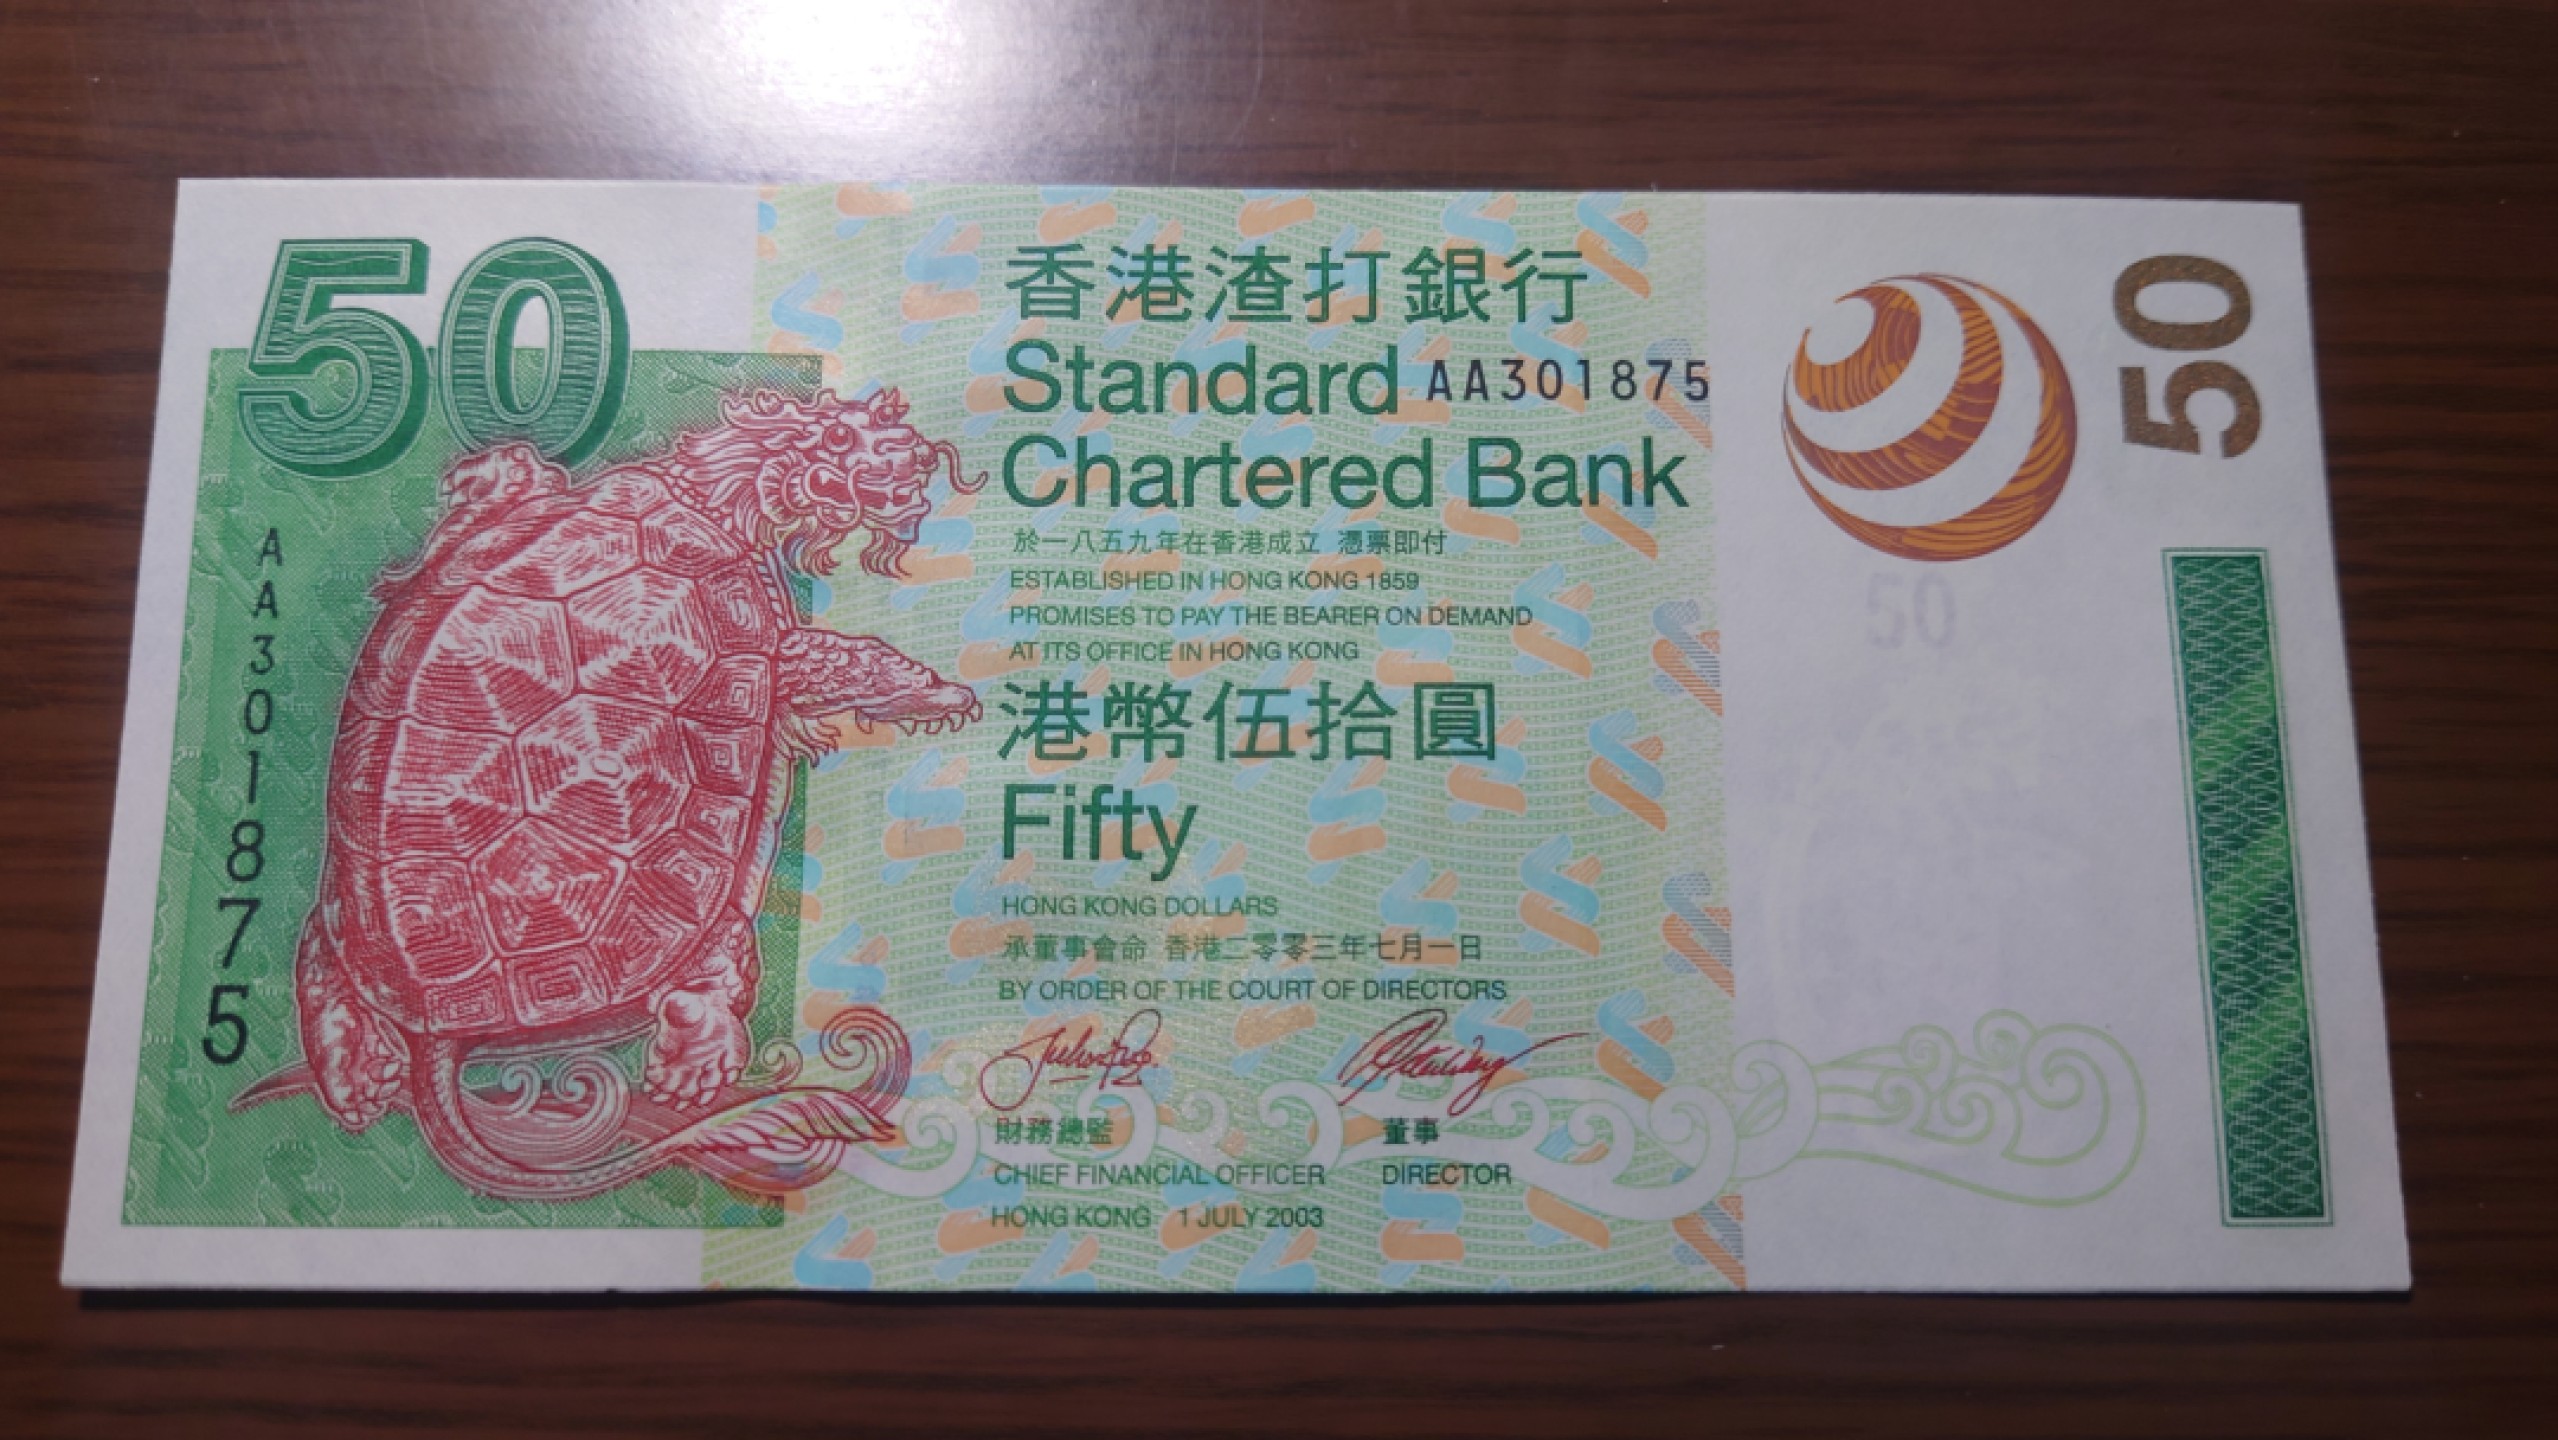 50
香港渣打銀行
Standard
AA301875
Chartered Bank
於一八五九年在香港成立 憑票即付
ESTABLISHED IN HONG KONG 1859
PROMISES TO PAY THE BEARER ON DEMAND
AT ITS OFFICE IN HONG KONG
港幣伍拾圓
Fifty
HONG KONG DOLLARS
承董事會命 香港二零零三年七月一日
BY ORDER OF THE COURT OF DIRECTORS
財務總監
董事
CHIEF FINANCIAL OFFICER
DIRECTOR
HONG KONG 1 JULY 2003
AA301875
50
50